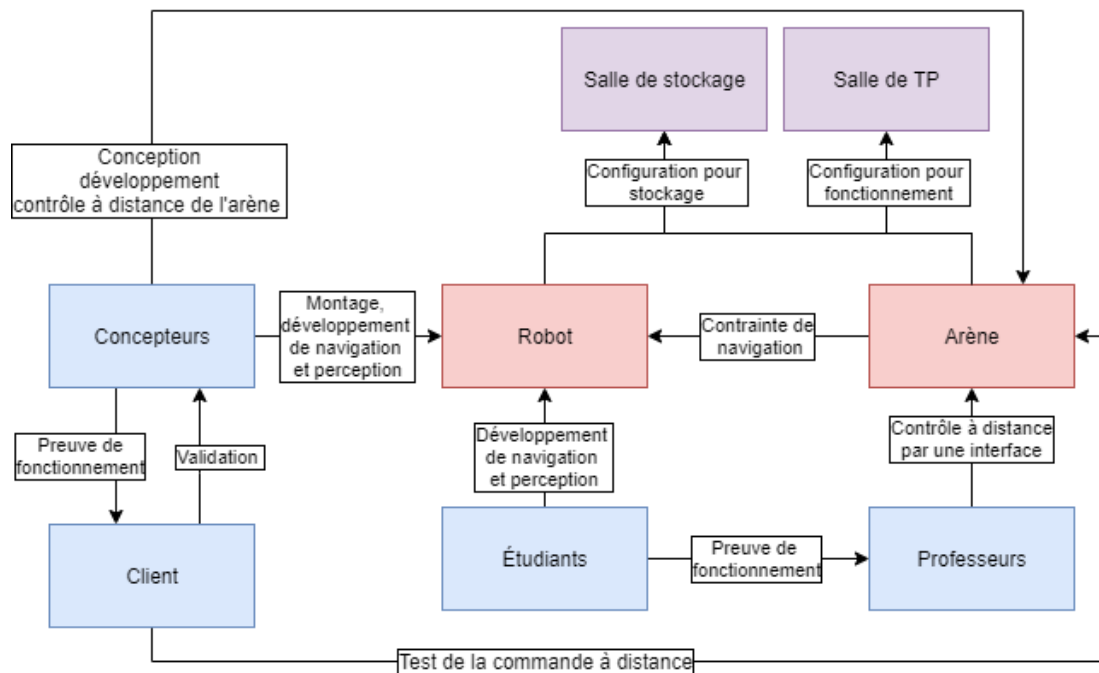 Salle de stockage
Salle de TP
Conception
développement
contrôle à distance de l'arène
Configuration pour
stockage
Configuration pour
fonctionnement
Concepteurs
Montage,
développement
de navigation
et perception
Robot
Contrainte de
navigation
Arène
Preuve de
fonctionnement
Validation
Développement
de navigation
et perception
Contrôle à distance
par une interface
Client
Étudiants
Preuve de
fonctionnement
Professeurs
Test de la commande à distance